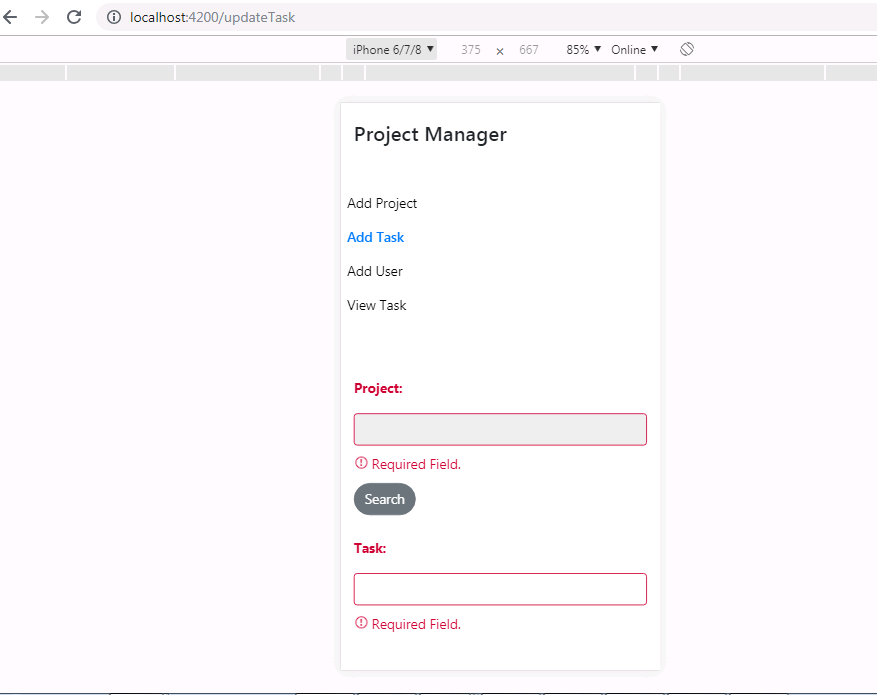 localhost:4200/updateTask
iPhone 6/7/8 ▼ 375 × 667 85% ▼ Online ▼
Project Manager
Add Project
Add Task
Add User
View Task
Project:
Required Field.
Search
Task:
Required Field.